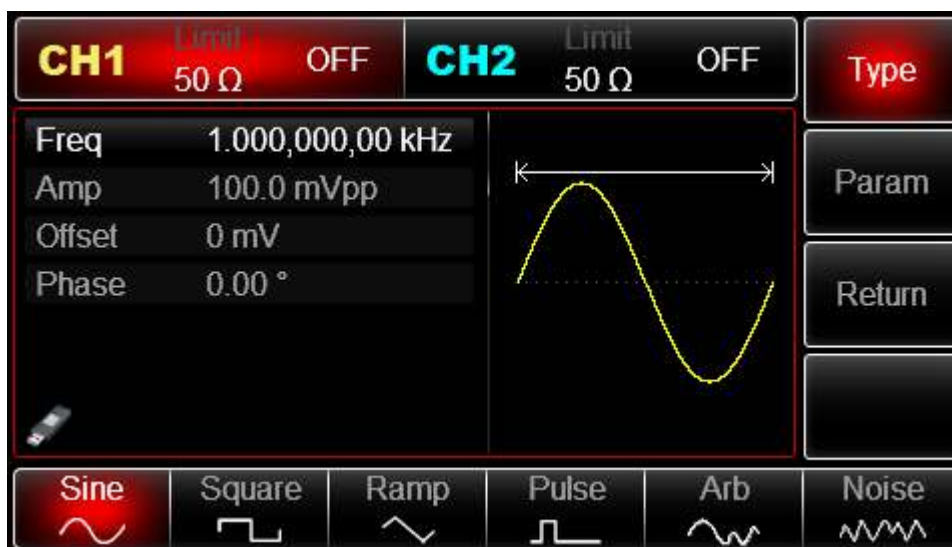 CH1 Limit 50 Ω OFF
CH2 Limit 50 Ω OFF
Type
Freq 1.000,000,00 kHz
Amp 100.0 mVpp
Offset 0 mV
Phase 0.00 °
Param
Return
Sine Square Ramp Pulse Arb Noise